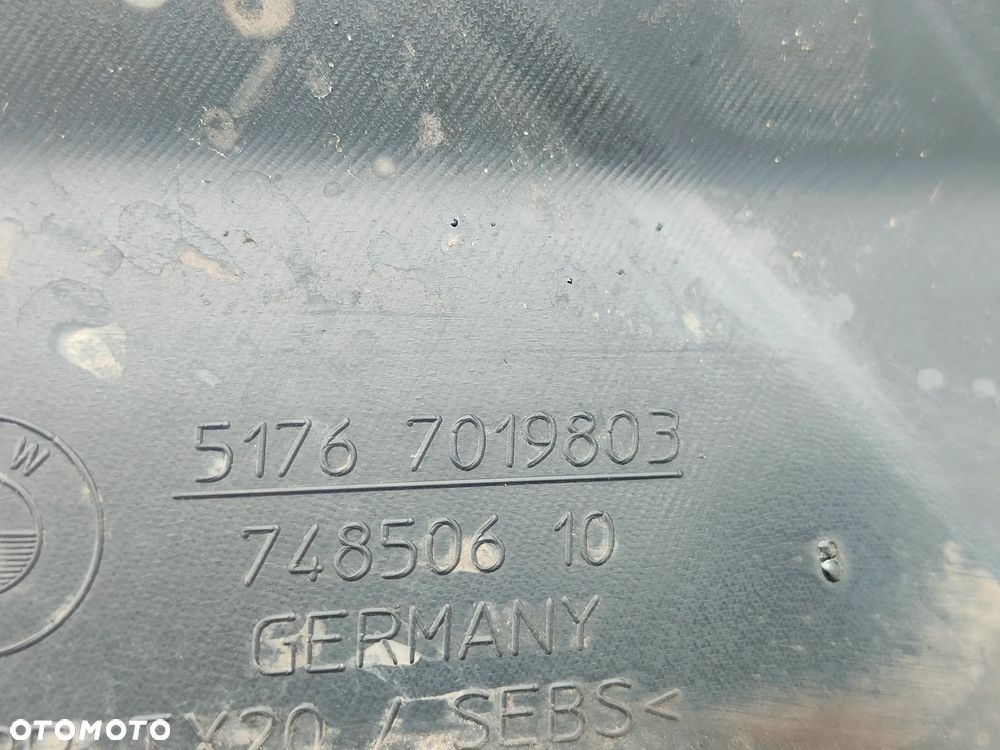 W
5176 7019803
748506 10
GERMANY
X20 / SEBS<
OTOMOTO